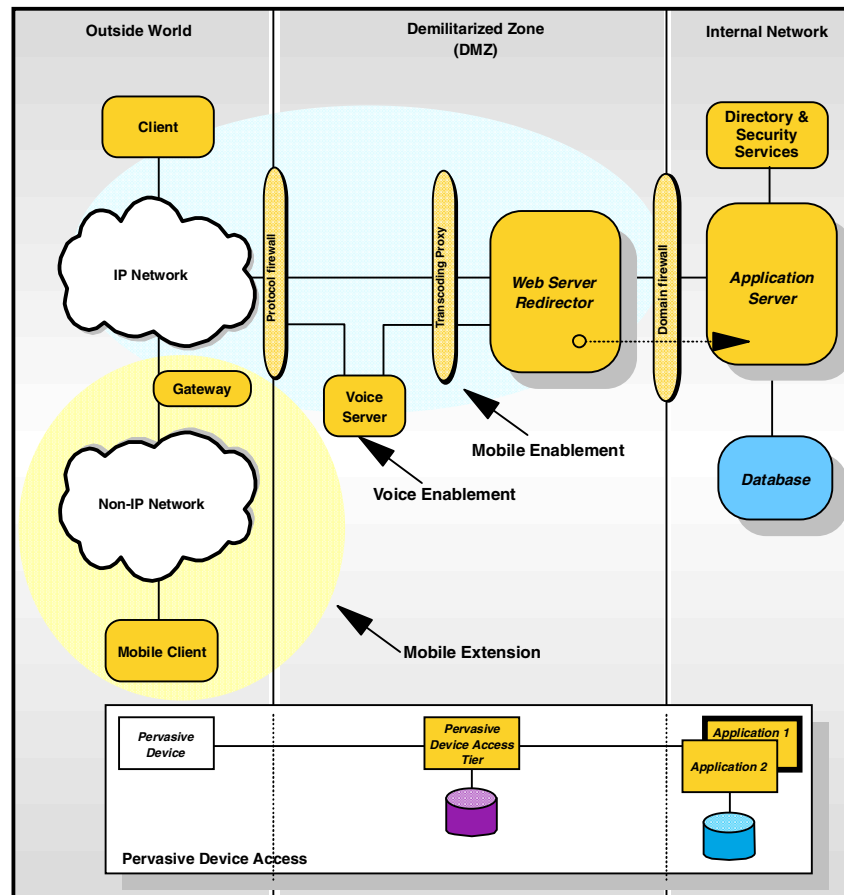 Outside World
Demilitarized Zone
(DMZ)
Internal Network
Client
Directory &
Security
Services
IP Network
Protocol firewall
Transcoding Proxy
Web Server
Redirector
Domain firewall
Application
Server
Gateway
Voice
Server
Mobile Enablement
Voice Enablement
Database
Non-IP Network
Mobile Client
Mobile Extension
Pervasive
Device
Pervasive
Device Access
Tier
Application 1
Application 2
Pervasive Device Access